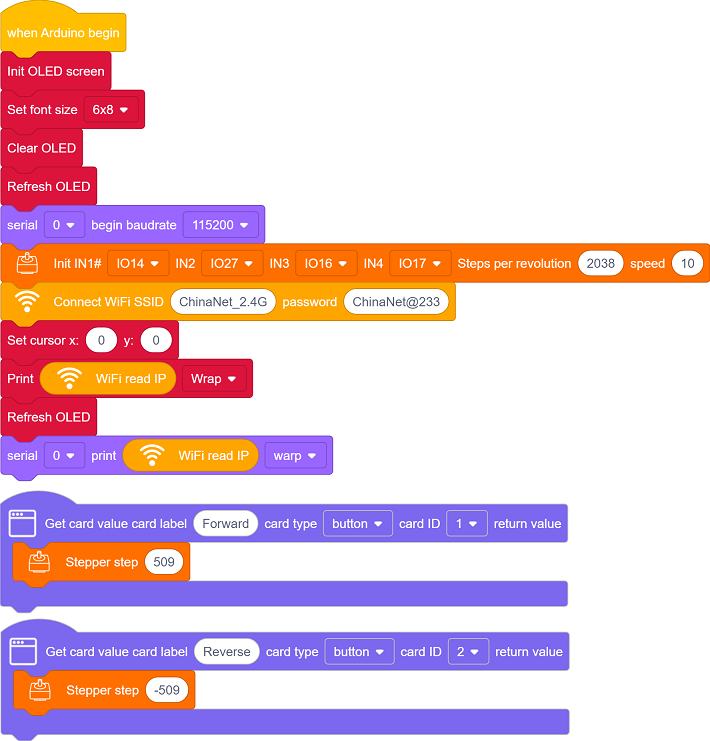 when Arduino begin
Init OLED screen
Set font size 6x8
Clear OLED
Refresh OLED
serial 0 begin baudrate 115200
Init IN1# IO14 IN2 IO27 IN3 IO16 IN4 IO17 Steps per revolution 2038 speed 10
Connect WiFi SSID ChinaNet_2.4G password ChinaNet@233
Set cursor x: 0 y: 0
Print WiFi read IP Wrap
Refresh OLED
serial 0 print WiFi read IP warp
Get card value card label Forward card type button card ID 1 return value
Stepper step 509
Get card value card label Reverse card type button card ID 2 return value
Stepper step -509